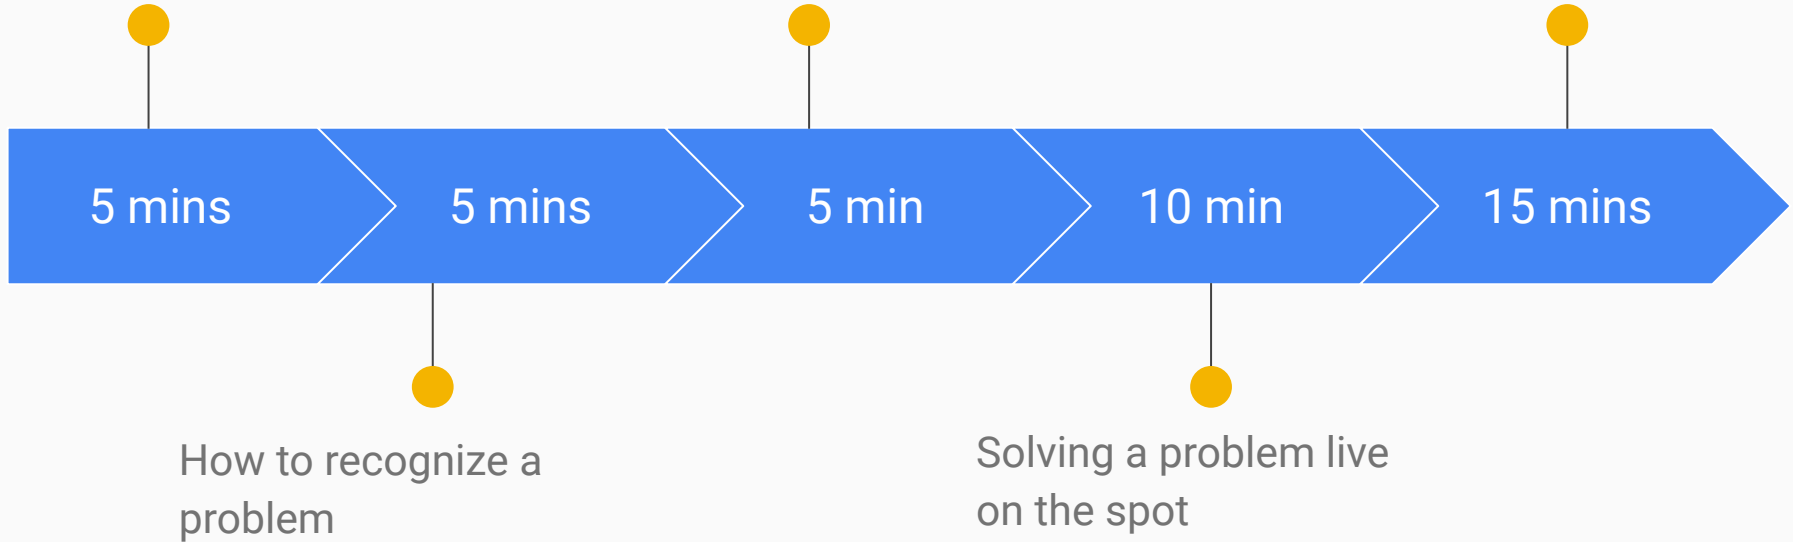 5 mins
5 mins
5 min
10 min
15 mins
How to recognize a
problem
Solving a problem live
on the spot